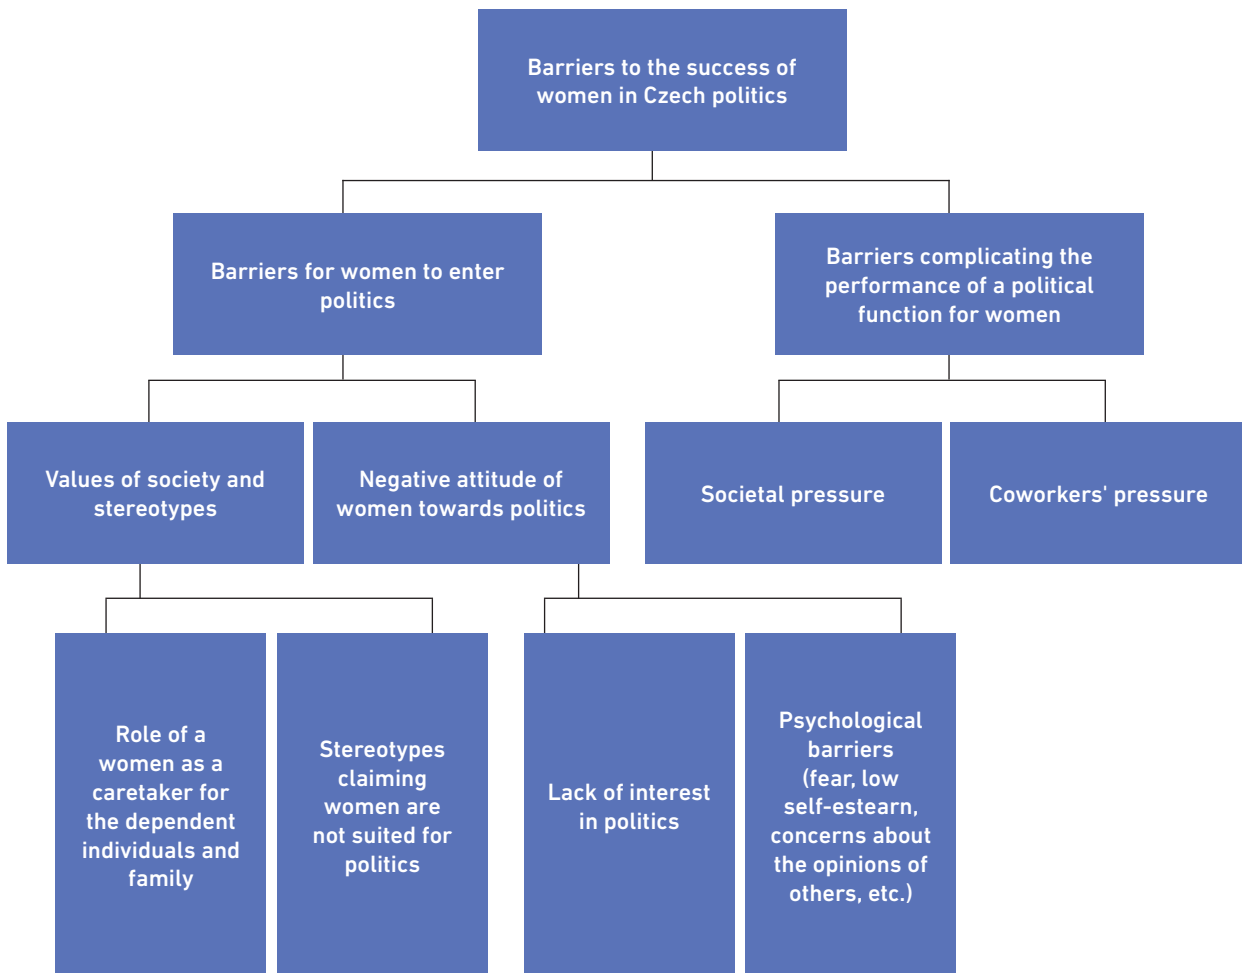 Barriers to the success of
women in Czech politics
Barriers for women to enter
politics
Barriers complicating the
performance of a political
function for women
Values of society and
stereotypes
Negative attitude of
women towards politics
Societal pressure
Coworkers' pressure
Role of a
women as a
caretaker for
the dependent
individuals and
family
Stereotypes
claiming
women are
not suited for
politics
Lack of interest
in politics
Psychological
barriers
(fear, low
self-estearn,
concerns about
the opinions of
others, etc.)